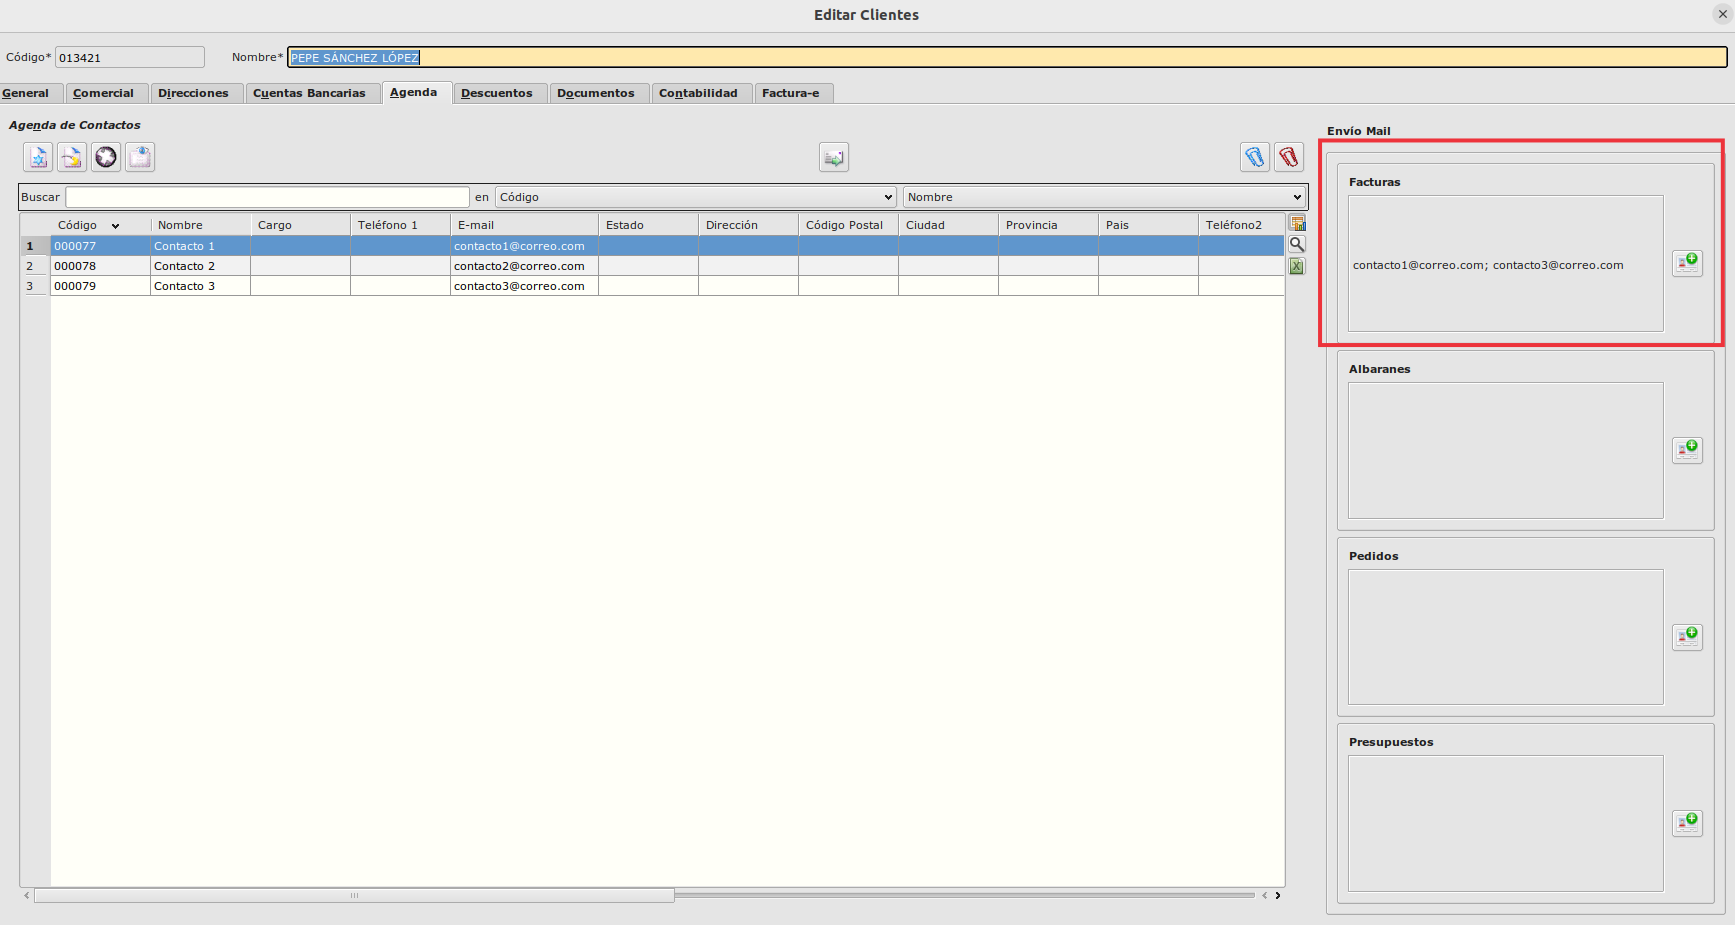 Editar Clientes
Código* 013421 Nombre* PEPE SÁNCHEZ LÓPEZ
General Comercial Direcciones Cuentas Bancarias Agenda Descuentos Documentos Contabilidad Factura-e
Agenda de Contactos
Buscar en Código Nombre
Código Nombre Cargo Teléfono 1 E-mail Estado Dirección Código Postal Ciudad Provincia Pais Teléfono2
1 000077 Contacto 1 contacto1@correo.com
2 000078 Contacto 2 contacto2@correo.com
3 000079 Contacto 3 contacto3@correo.com
Envío Mail
Facturas
contacto1@correo.com; contacto3@correo.com
Albaranes
Pedidos
Presupuestos